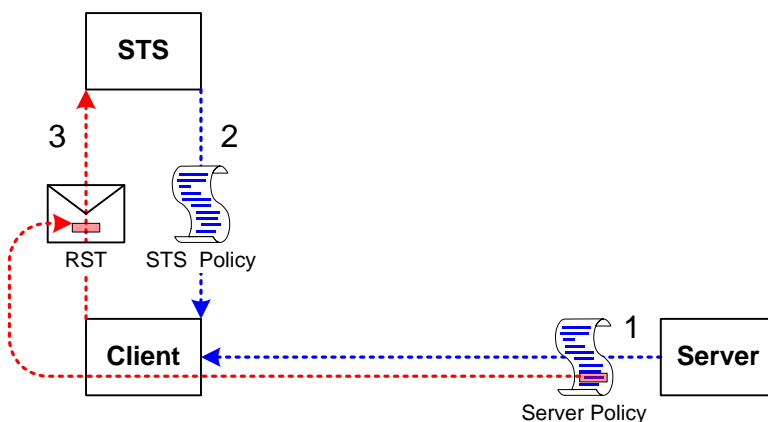 STS
3
2
RST
STS Policy
1
Client
Server
Server Policy